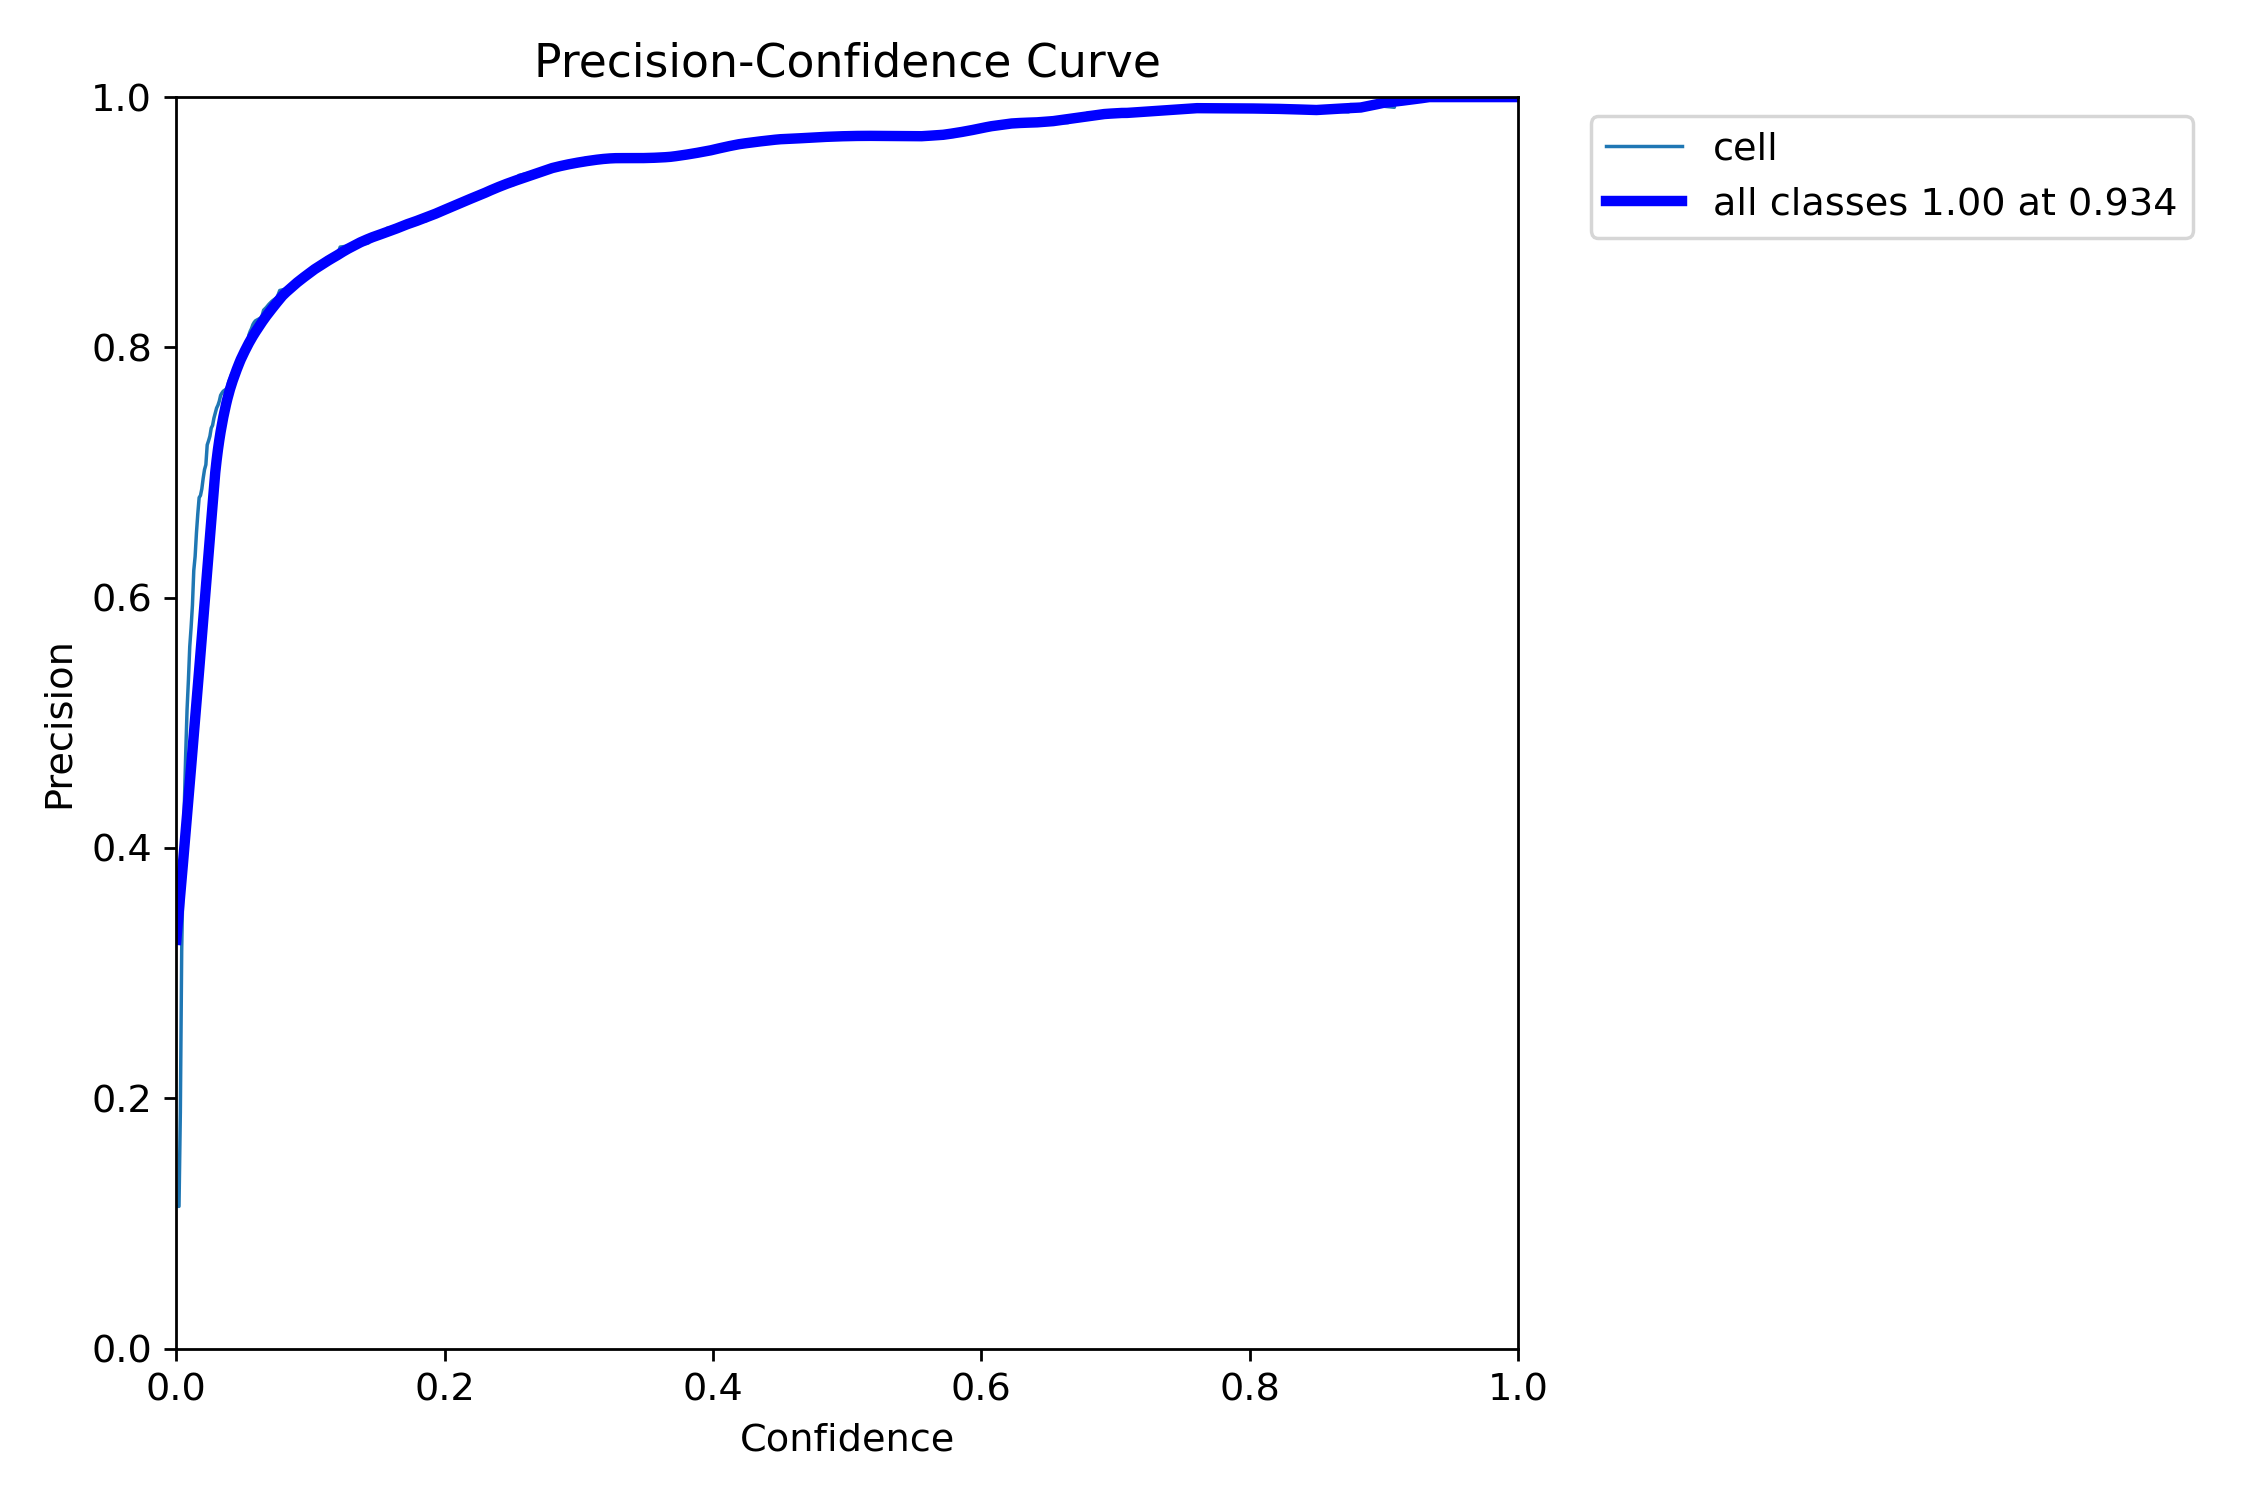 Precision-Confidence Curve
1.0
0.8
0.6
0.4
0.2
0.0
Precision
0.0 0.2 0.4 0.6 0.8 1.0
Confidence
cell
all classes 1.00 at 0.934